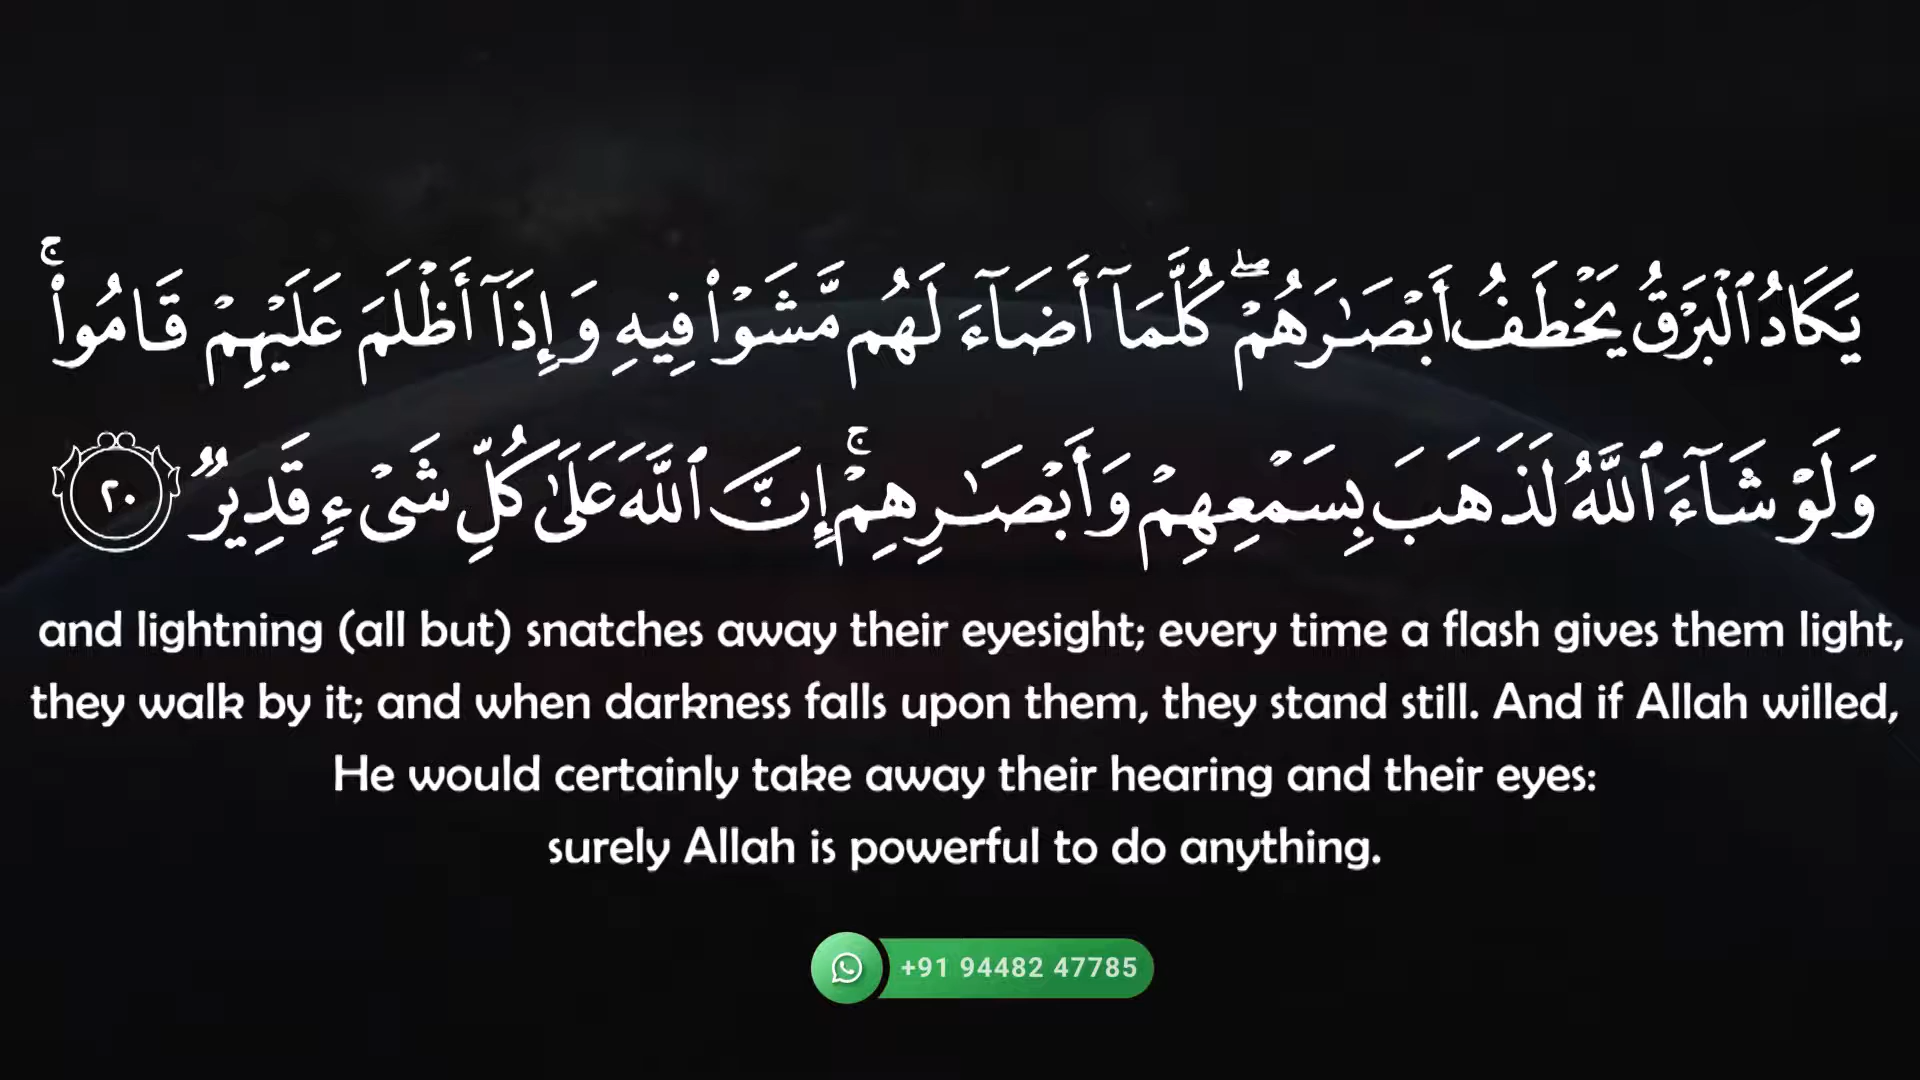 يَكَادُ ٱلْبَرْقُ يَخْطَفُ أَبْصَـٰرَهُمْ ۖ كُلَّمَآ أَضَآءَ لَهُم مَّشَوْا۟ فِيهِ وَإِذَآ أَظْلَمَ عَلَيْهِمْ قَامُوا۟ ۚ
وَلَوْ شَآءَ ٱللَّهُ لَذَهَبَ بِسَمْعِهِمْ وَأَبْصَـٰرِهِمْ ۚ إِنَّ ٱللَّهَ عَلَىٰ كُلِّ شَىْءٍ قَدِيرٌ ٢٠
and lightning (all but) snatches away their eyesight; every time a flash gives them light,
they walk by it; and when darkness falls upon them, they stand still. And if Allah willed,
He would certainly take away their hearing and their eyes:
surely Allah is powerful to do anything.
+91 94482 47785